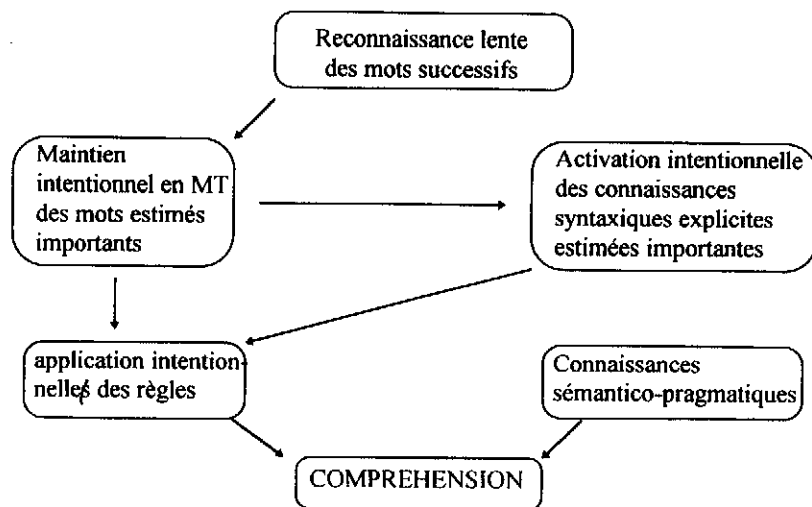 Reconnaissance lente
des mots successifs
Maintien
intentionnel en MT
des mots estimés
importants
Activation intentionnelle
des connaissances
syntaxiques explicites
estimées importantes
application intention-
nelles des règles
Connaissances
sémantico-pragmatiques
COMPREHENSION